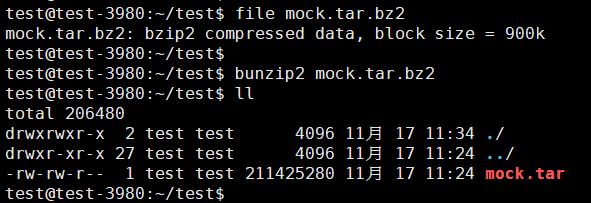 test@test-3980:~/test$ file mock.tar.bz2
mock.tar.bz2: bzip2 compressed data, block size = 900k
test@test-3980:~/test$
test@test-3980:~/test$ bunzip2 mock.tar.bz2
test@test-3980:~/test$ ll
total 206480
drwxrwxr-x  2 test test      4096 11月 17 11:34 ./
drwxr-xr-x 27 test test      4096 11月 17 11:24 ../
-rw-rw-r--  1 test test 211425280 11月 17 11:24 mock.tar
test@test-3980:~/test$